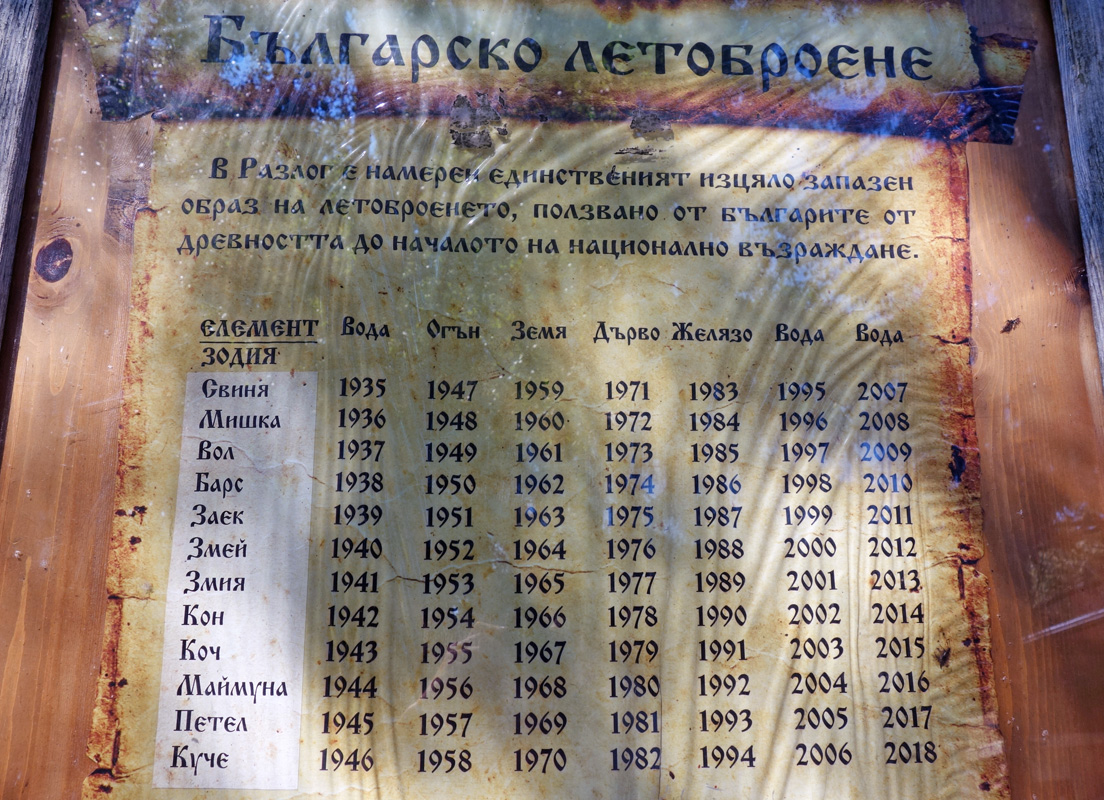 Българско летоброене
В Разлог е намерен единственият изцяло запазен
образ на летоброенето, ползвано от българите от
древността до началото на национално възраждане.
ЕЛЕМЕНТ Вода Огън Земя Дърво Желязо Вода Вода
ЗОДИЯ
Свиня 1935 1947 1959 1971 1983 1995 2007
Мишка 1936 1948 1960 1972 1984 1996 2008
Вол 1937 1949 1961 1973 1985 1997 2009
Барс 1938 1950 1962 1974 1986 1998 2010
Заек 1939 1951 1963 1975 1987 1999 2011
Змей 1940 1952 1964 1976 1988 2000 2012
Змия 1941 1953 1965 1977 1989 2001 2013
Кон 1942 1954 1966 1978 1990 2002 2014
Коч 1943 1955 1967 1979 1991 2003 2015
Маймуна 1944 1956 1968 1980 1992 2004 2016
Петел 1945 1957 1969 1981 1993 2005 2017
Куче 1946 1958 1970 1982 1994 2006 2018